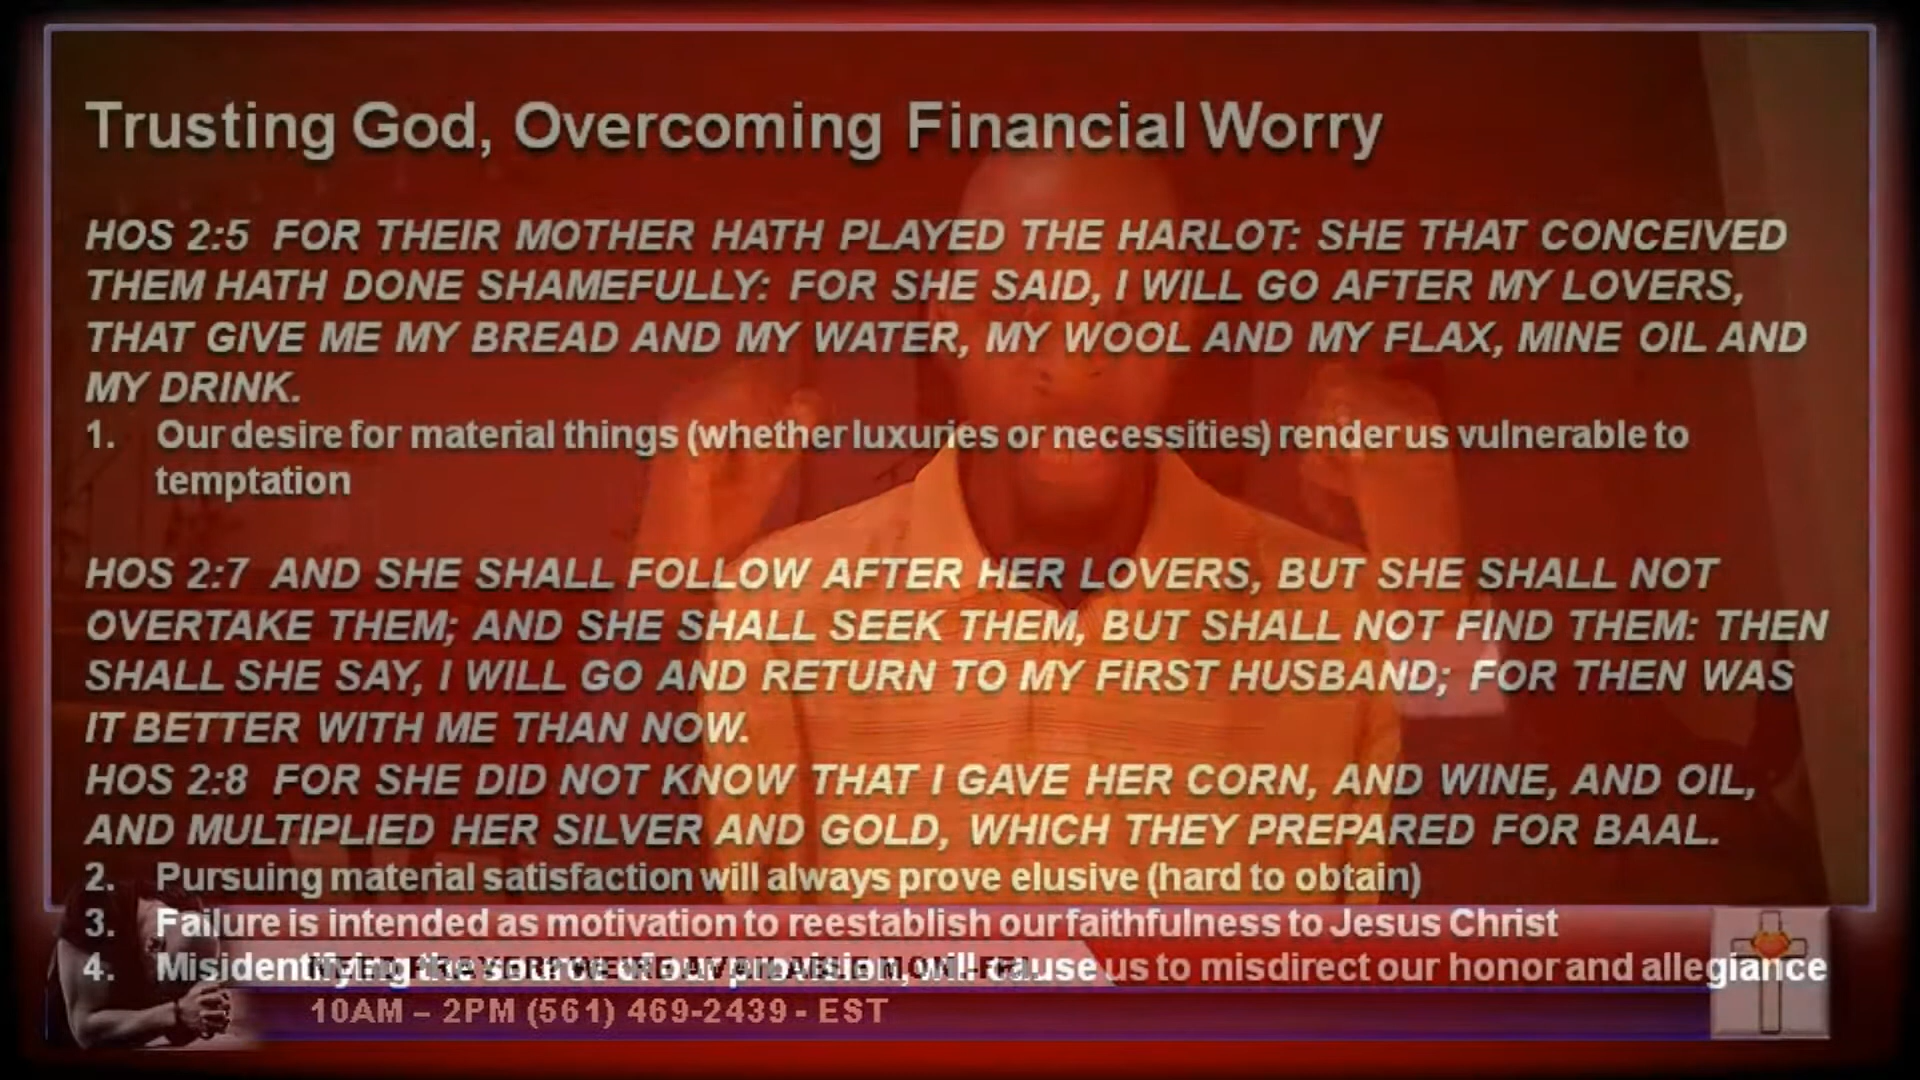 Trusting God, Overcoming Financial Worry
HOS 2:5 FOR THEIR MOTHER HATH PLAYED THE HARLOT: SHE THAT CONCEIVED
THEM HATH DONE SHAMEFULLY: FOR SHE SAID, I WILL GO AFTER MY LOVERS,
THAT GIVE ME MY BREAD AND MY WATER, MY WOOL AND MY FLAX, MINE OIL AND
MY DRINK.
1. Our desire for material things (whether luxuries or necessities) render us vulnerable to
temptation
HOS 2:7 AND SHE SHALL FOLLOW AFTER HER LOVERS, BUT SHE SHALL NOT
OVERTAKE THEM; AND SHE SHALL SEEK THEM, BUT SHALL NOT FIND THEM: THEN
SHALL SHE SAY, I WILL GO AND RETURN TO MY FIRST HUSBAND; FOR THEN WAS
IT BETTER WITH ME THAN NOW.
HOS 2:8 FOR SHE DID NOT KNOW THAT I GAVE HER CORN, AND WINE, AND OIL,
AND MULTIPLIED HER SILVER AND GOLD, WHICH THEY PREPARED FOR BAAL.
2. Pursuing material satisfaction will always prove elusive (hard to obtain)
3. Failure is intended as motivation to reestablish our faithfulness to Jesus Christ
4. Misidentifying the source of our provision, will cause us to misdirect our honor and allegiance
10AM – 2PM (561) 469-2439 - EST